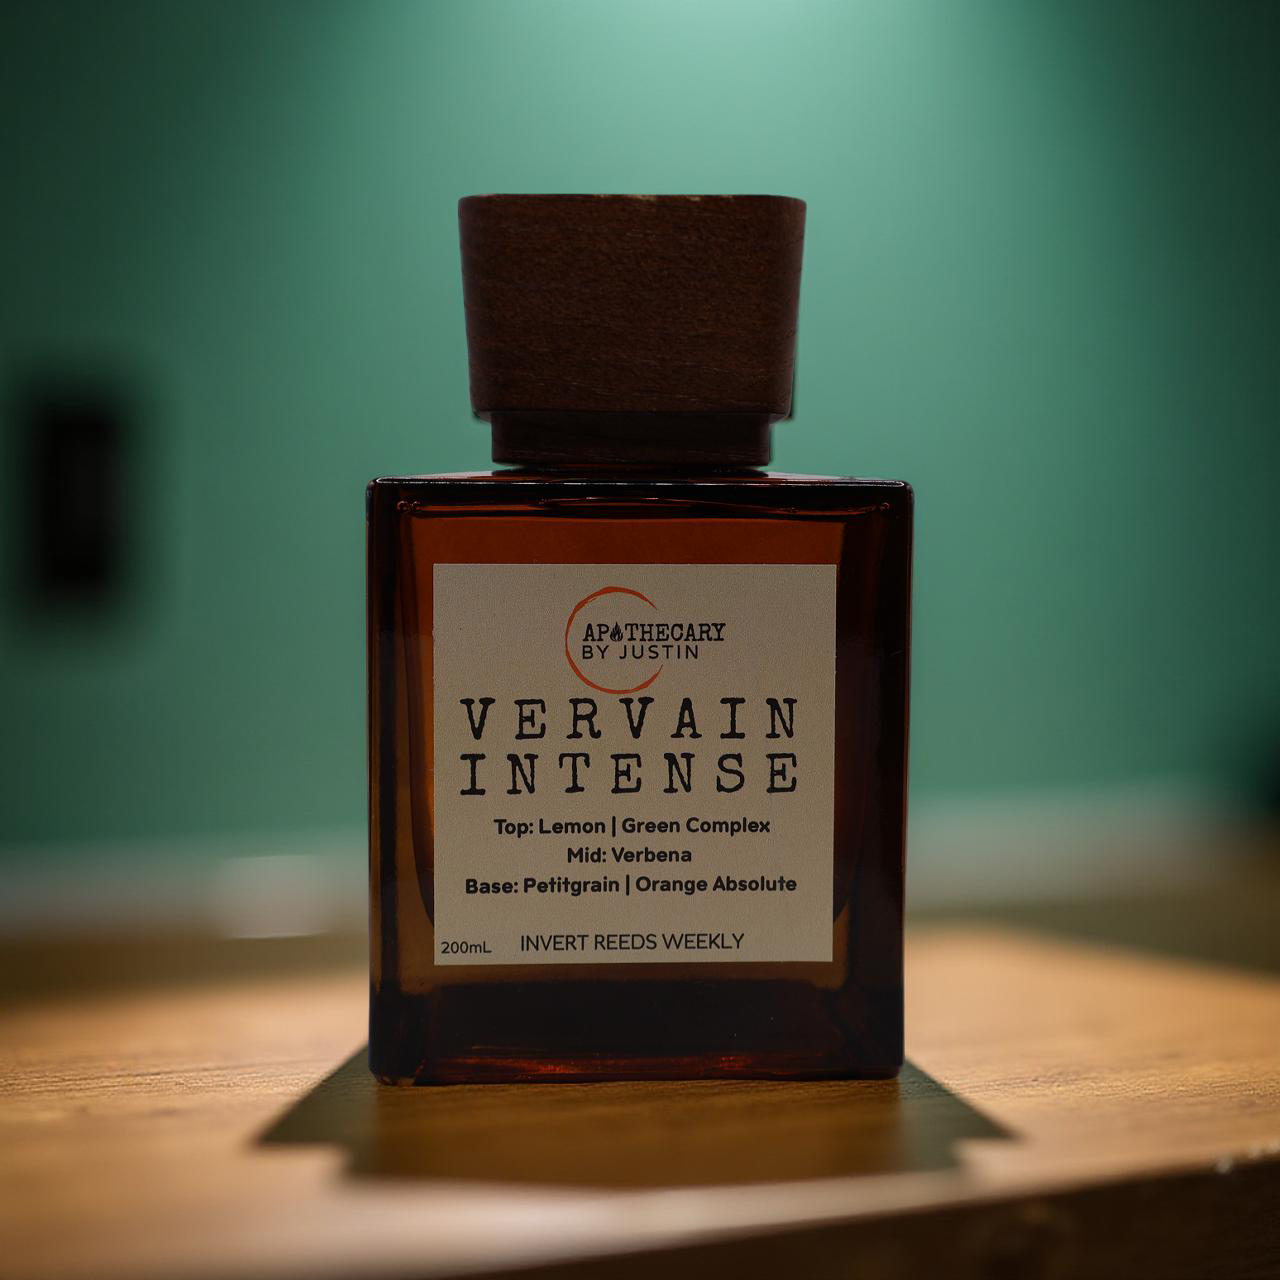 APOTHECARY
BY JUSTIN
VERVAIN
INTENSE
Top: Lemon | Green Complex
Mid: Verbena
Base: Petitgrain | Orange Absolute
200mL INVERT REEDS WEEKLY